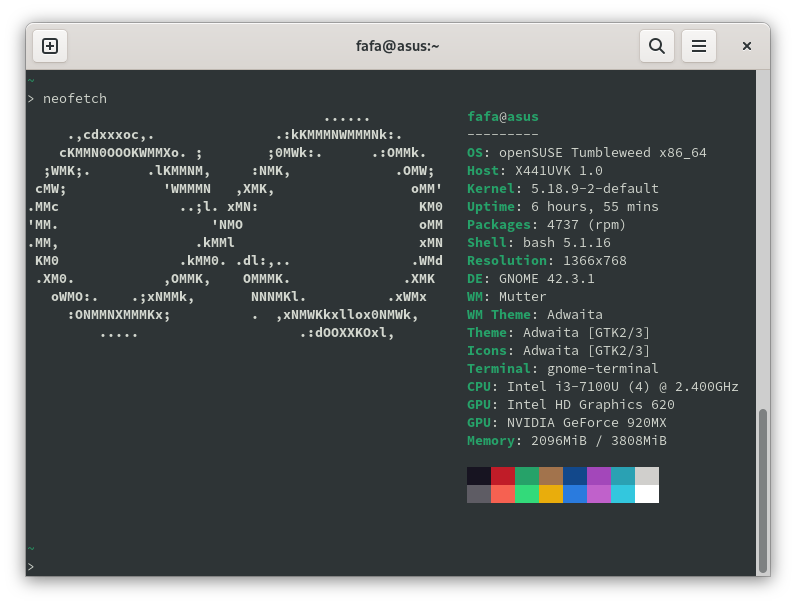 fafa@asus:~
~
> neofetch
                                     ......
     .,cdxxxoc,.               .:kKMMMNWMMMNk:.
    cKMMN0OOOKWMMXo. ;        ;0MWk:.      .:OMMk.
  ;WMK;.       .lKMMNM,     :NMK,             .OMW;
 cMW;            'WMMMN   ,XMK,                 oMM'
.MMc               ..;l. xMN:                    KM0
'MM.                   'NMO                      oMM
.MM,                 .kMMl                       xMN
 KM0               .kMM0. .dl:,..               .WMd
 .XM0.           ,OMMK,    OMMMK.              .XMK
   oWMO:.    .;xNMMk,       NNNMKl.          .xWMx
     :ONMMNXMMMKx;          .  ,xNMWKkxllox0NMWk,
         .....                    .:dOOXXKOxl,
fafa@asus
---------
OS: openSUSE Tumbleweed x86_64
Host: X441UVK 1.0
Kernel: 5.18.9-2-default
Uptime: 6 hours, 55 mins
Packages: 4737 (rpm)
Shell: bash 5.1.16
Resolution: 1366x768
DE: GNOME 42.3.1
WM: Mutter
WM Theme: Adwaita
Theme: Adwaita [GTK2/3]
Icons: Adwaita [GTK2/3]
Terminal: gnome-terminal
CPU: Intel i3-7100U (4) @ 2.400GHz
GPU: Intel HD Graphics 620
GPU: NVIDIA GeForce 920MX
Memory: 2096MiB / 3808MiB
~
>